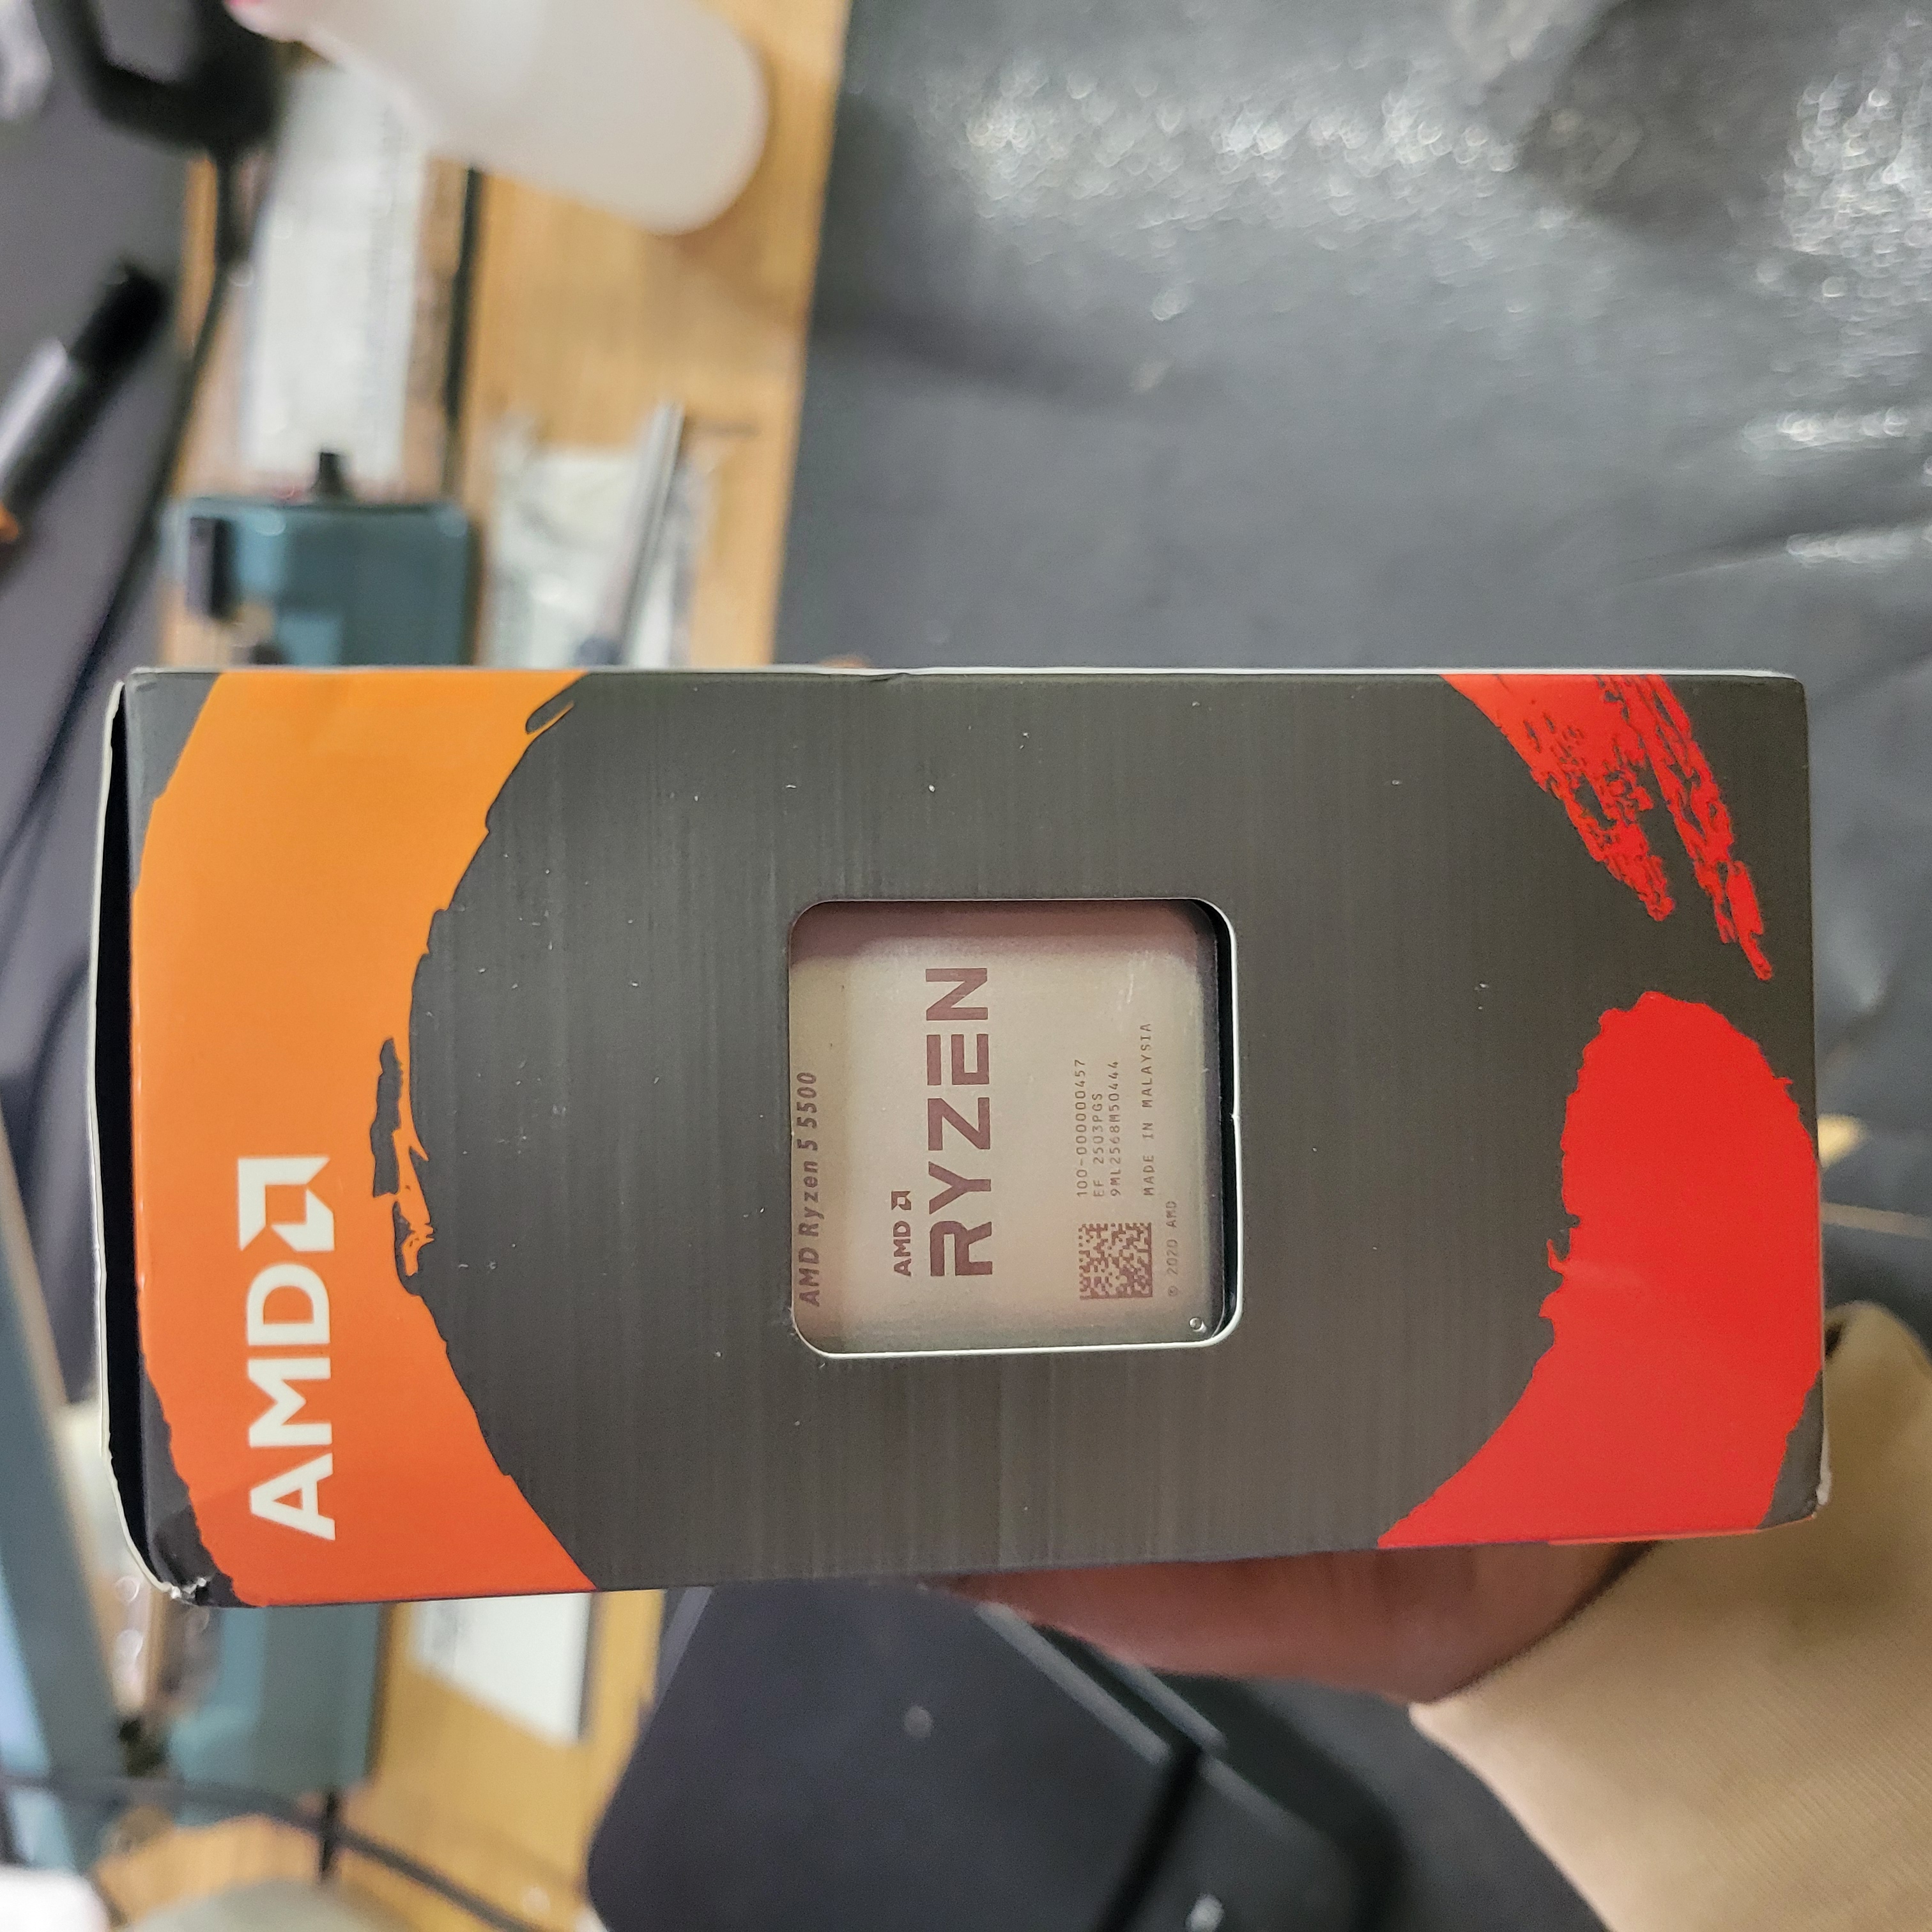 AMD
AMD Ryzen 5 5500
AMD
RYZEN
100-000000457
EF 2503PGS
9ML2568M50444
MADE IN MALAYSIA
© 2020 AMD